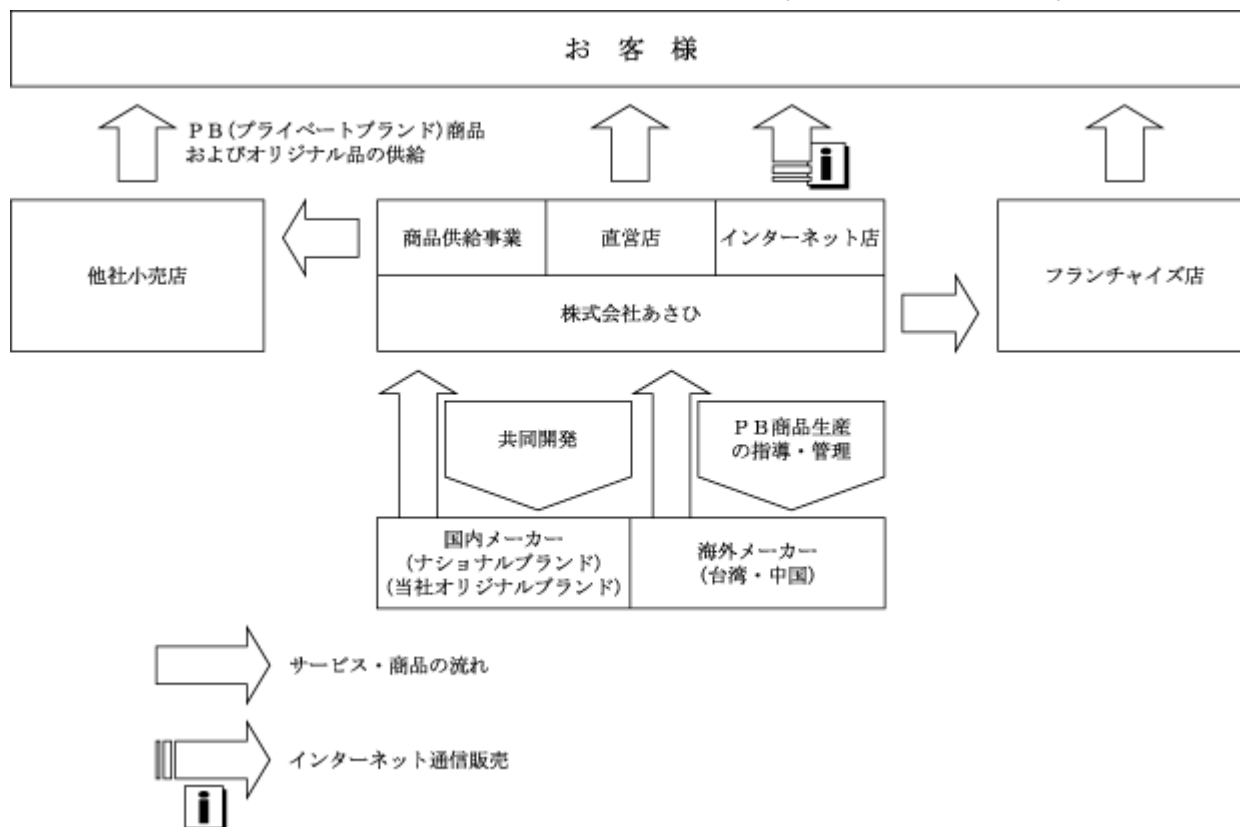 お 客 様
ＰＢ(プライベートブランド)商品
およびオリジナル品の供給
他社小売店
商品供給事業
直営店
インターネット店
株式会社あさひ
フランチャイズ店
共同開発
ＰＢ商品生産
の指導・管理
国内メーカー
(ナショナルブランド)
(当社オリジナルブランド)
海外メーカー
(台湾・中国)
サービス・商品の流れ
インターネット通信販売